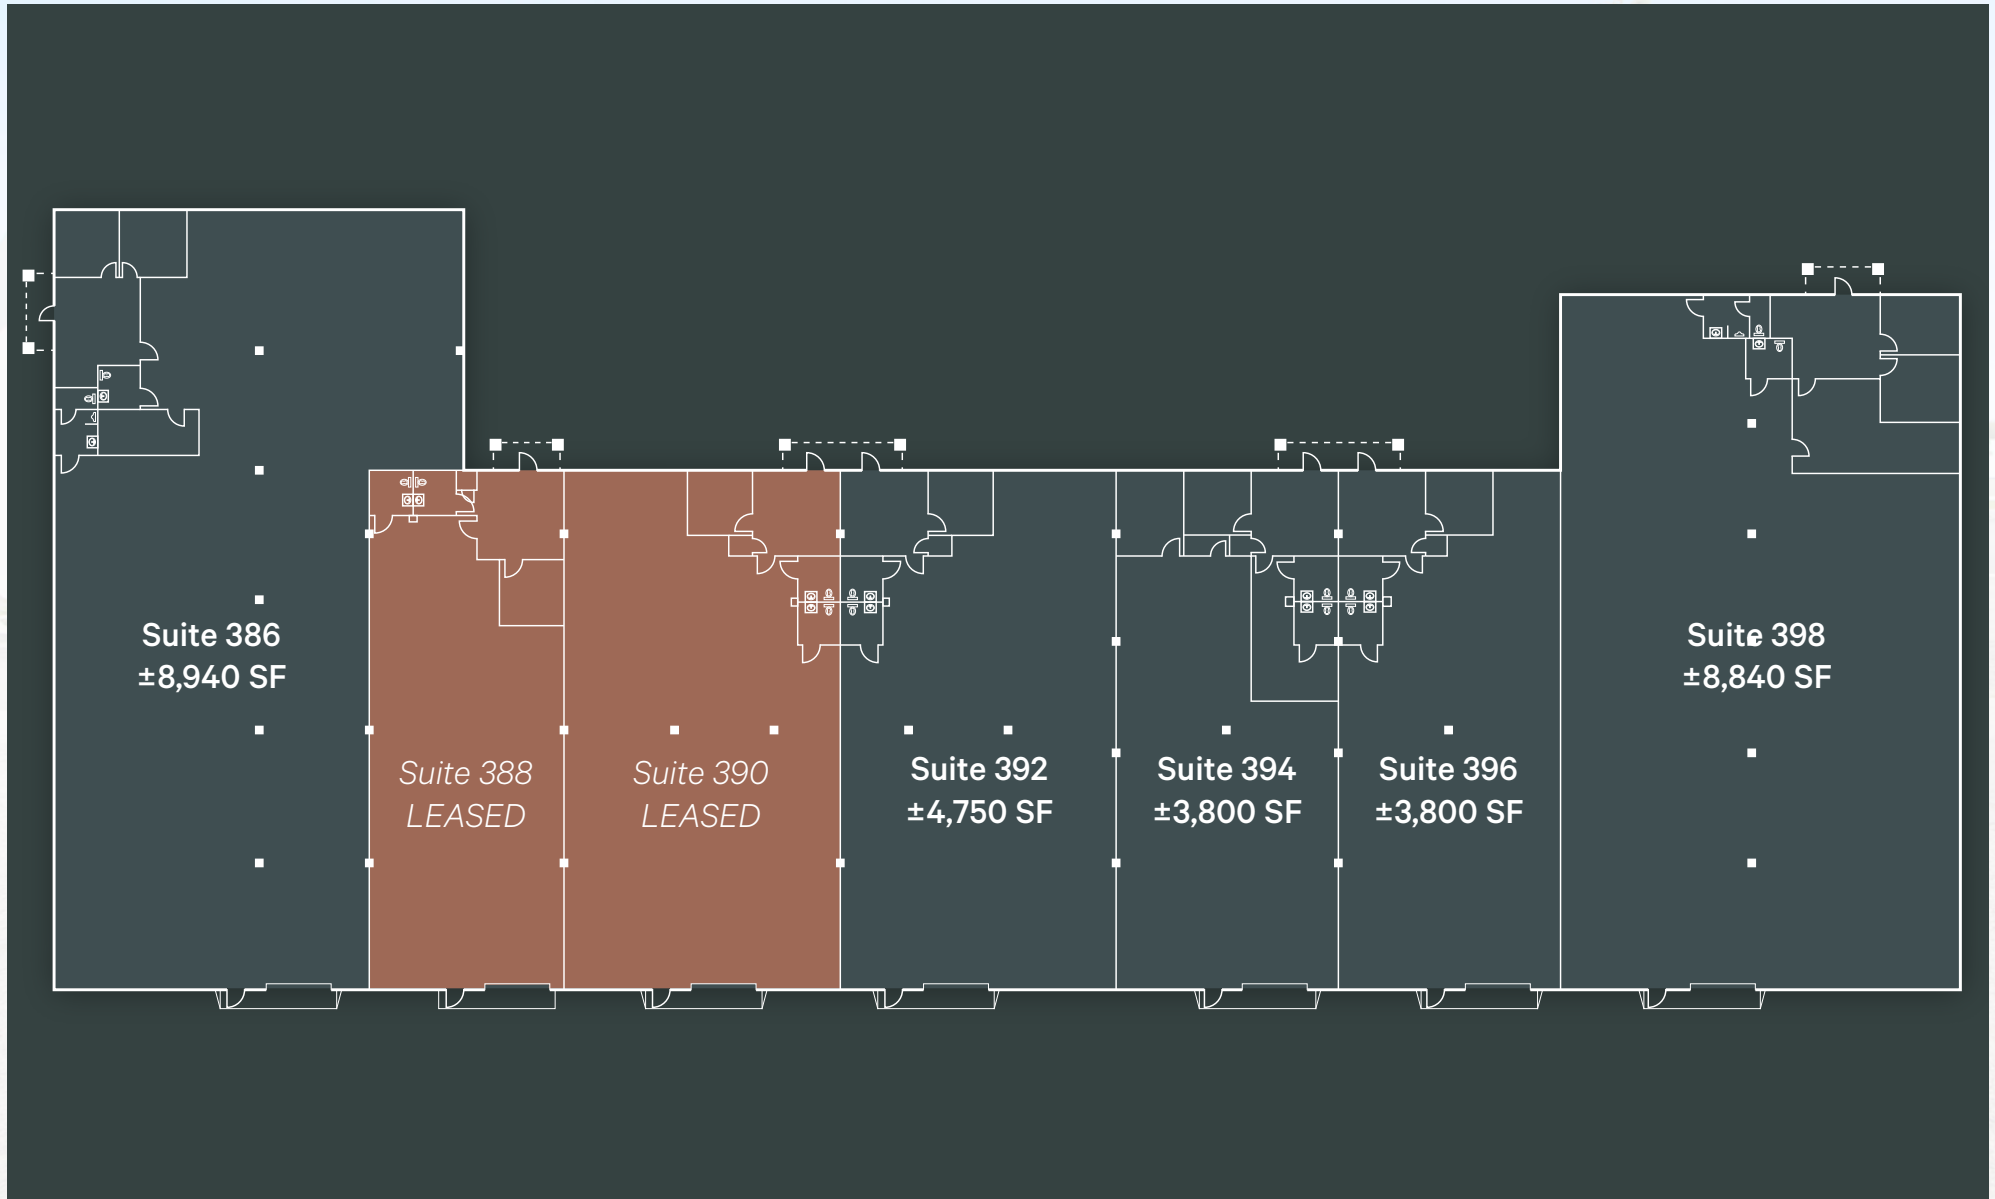 Suite 386
±8,940 SF
Suite 388
LEASED
Suite 390
LEASED
Suite 392
±4,750 SF
Suite 394
±3,800 SF
Suite 396
±3,800 SF
Suite 398
±8,840 SF